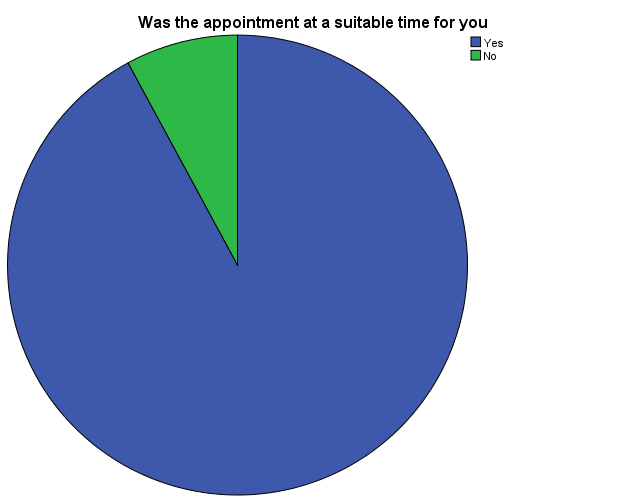 Was the appointment at a suitable time for you
Yes
No